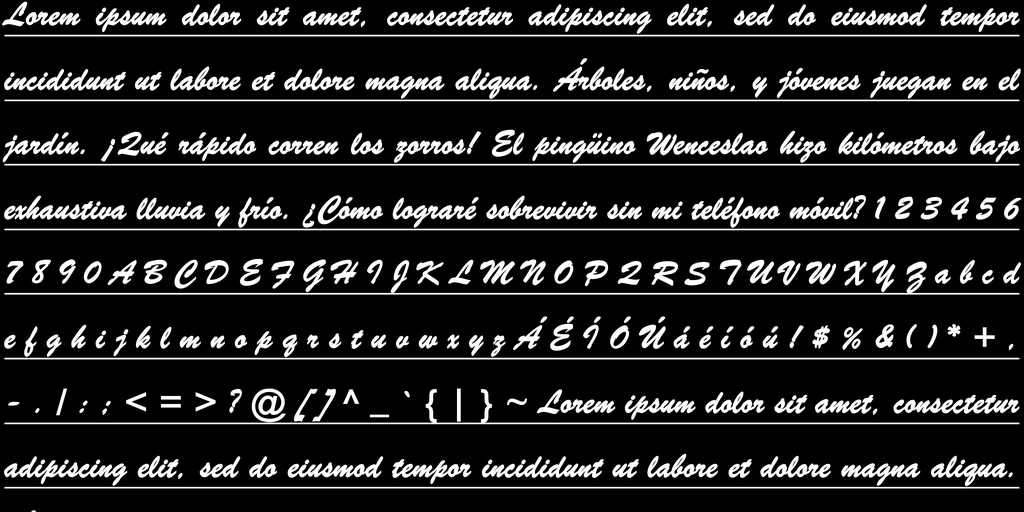 Lorem ipsum dolor sit amet, consectetur adipiscing elit, sed do eiusmod tempor
incididunt ut labore et dolore magna aliqua. Árboles, niños, y jóvenes juegan en el
jardín. ¡Qué rápido corren los zorros! El pingüino Wenceslao hizo kilómetros bajo
exhaustiva lluvia y frío. ¿Cómo lograré sobrevivir sin mi teléfono móvil? 1 2 3 4 5 6
7 8 9 0 A B C D E F G H I J K L M N O P Q R S T U V W X Y Z a b c d
e f g h i j k l m n o p q r s t u v w x y z Á É Í Ó Ú á é í ó ú ! $ % & ( ) * + ,
- . / : ; < = > ? @ [ ] ^ _ ` { | } ~ Lorem ipsum dolor sit amet, consectetur
adipiscing elit, sed do eiusmod tempor incididunt ut labore et dolore magna aliqua.